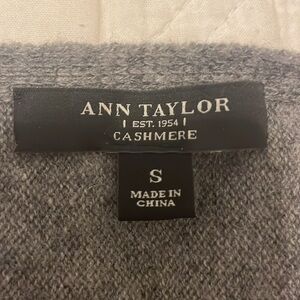 ANN TAYLOR
| EST. 1954 |
CASHMERE
S
MADE IN
CHINA